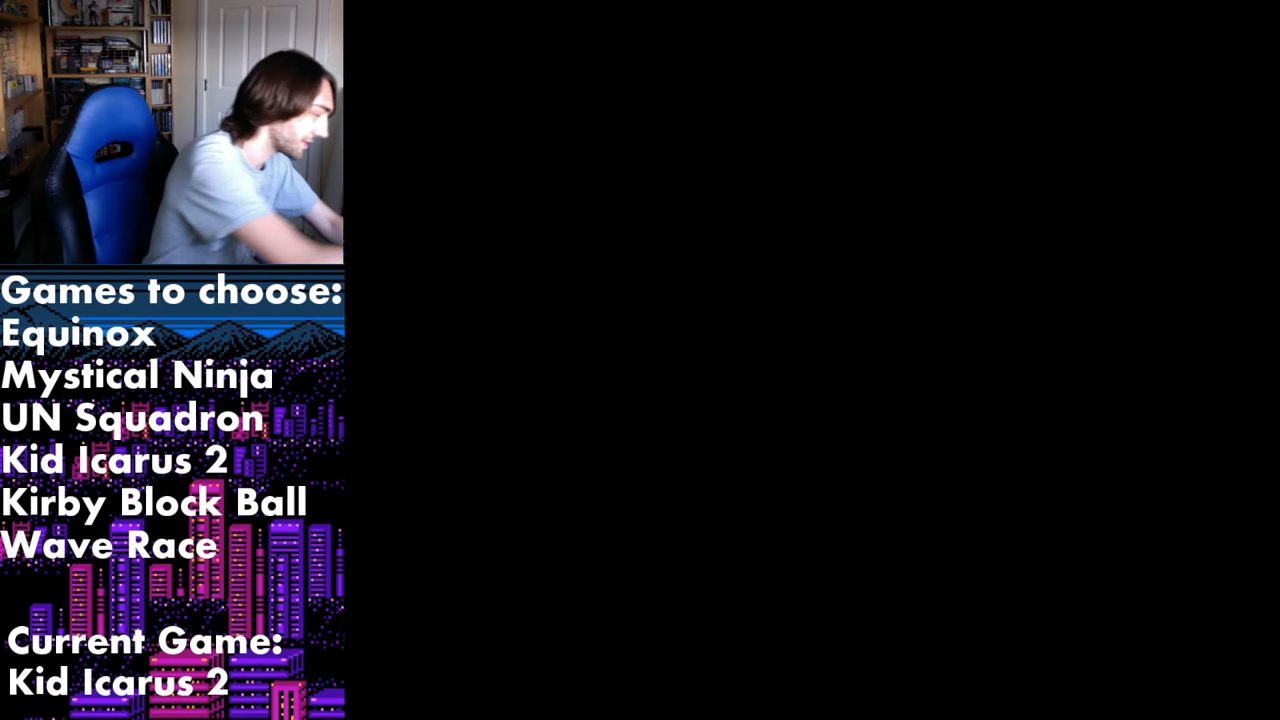 Games to choose:
Equinox
Mystical Ninja
UN Squadron
Kid Icarus 2
Kirby Block Ball
Wave Race
Current Game:
Kid Icarus 2